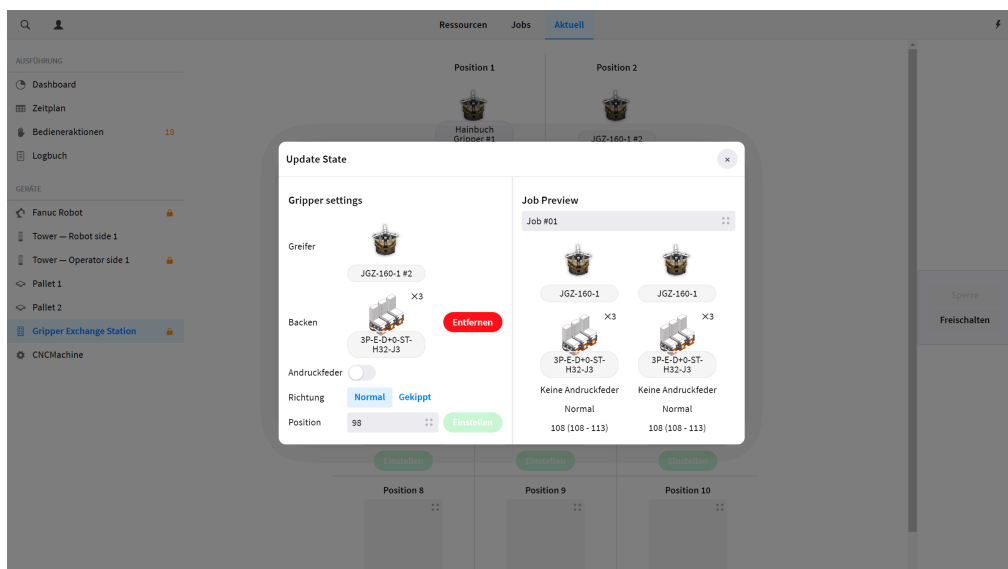 Ressourcen Jobs Aktuell
AUSFÜHRUNG
Dashboard
Zeitplan
Bedieneraktionen 18
Logbuch
GERÄTE
Fanuc Robot
Tower — Robot side 1
Tower — Operator side 1
Pallet 1
Pallet 2
Gripper Exchange Station
CNCMachine
Position 1 Position 2
Hainbuch
Gripper #1
JGZ-160-1 #2
Update State
×
Gripper settings
Greifer
JGZ-160-1 #2
×3
Backen
Entfernen
3P-E-D+0-ST-
H32-J3
Andruckfeder
Richtung Normal Gekippt
Position 98 Einstellen
Job Preview
Job #01
JGZ-160-1 JGZ-160-1
×3 ×3
3P-E-D+0-ST-
H32-J3
3P-E-D+0-ST-
H32-J3
Keine Andruckfeder Keine Andruckfeder
Normal Normal
108 (108 - 113) 108 (108 - 113)
Einstellen Einstellen Einstellen
Position 8 Position 9 Position 10
Sperre
Freischalten